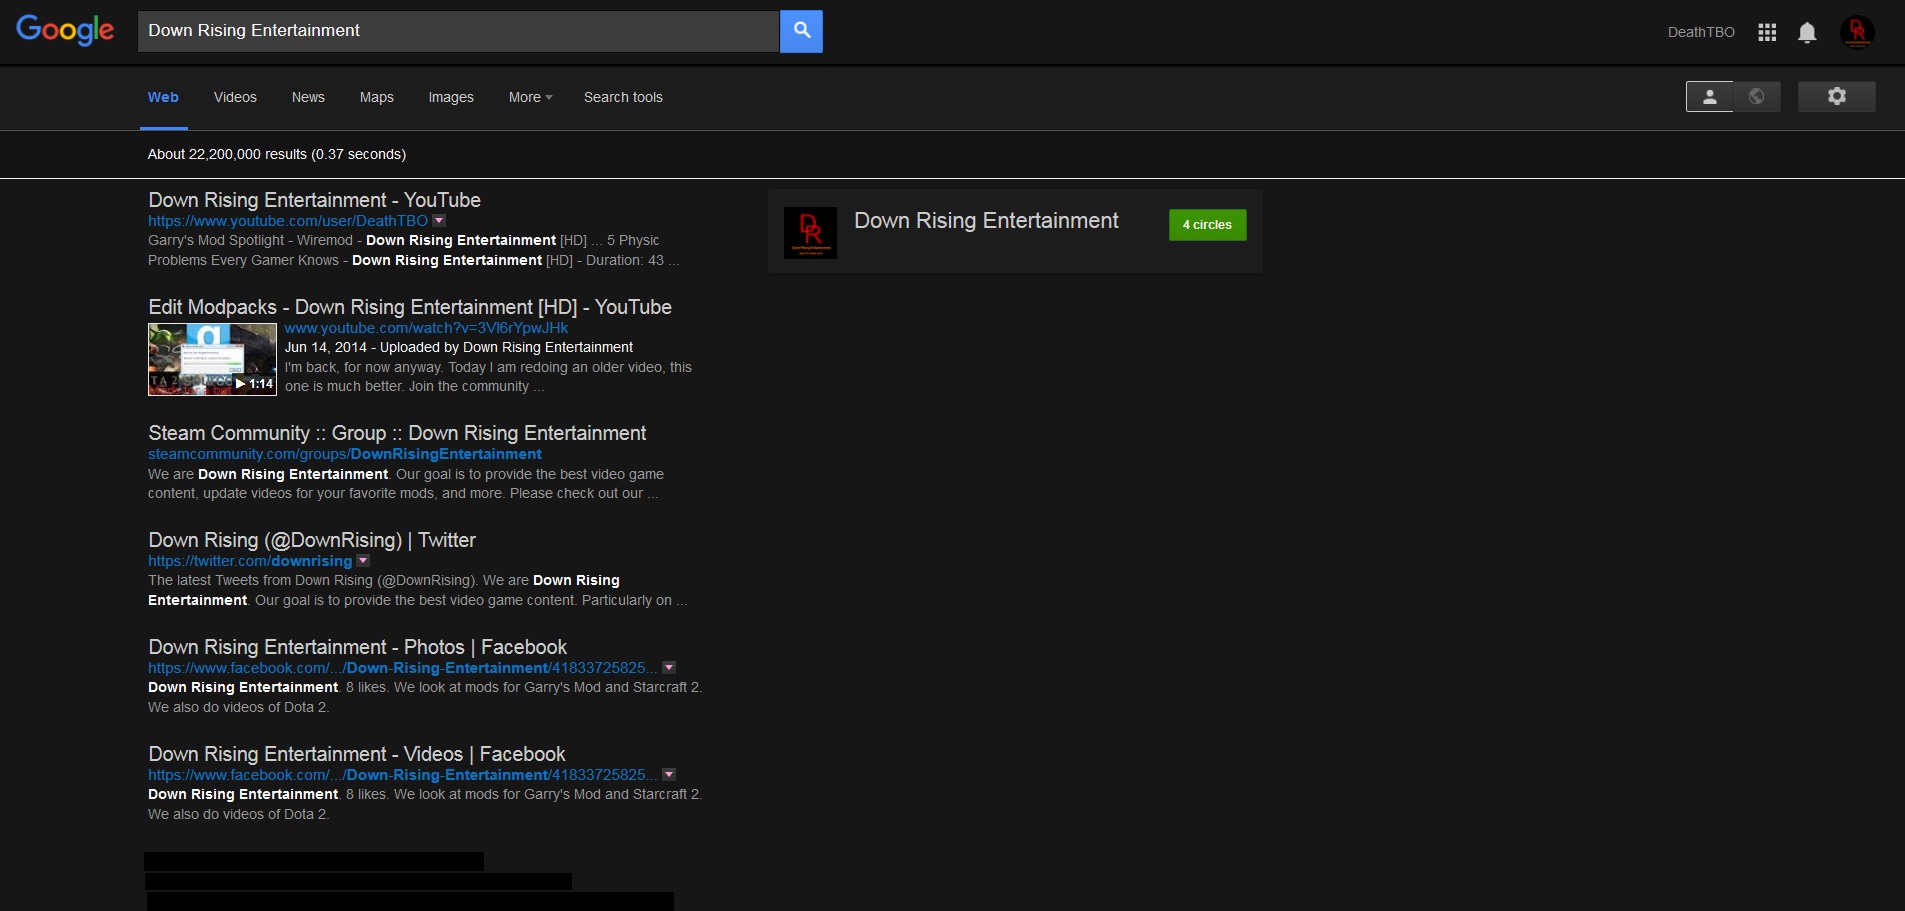 Google
Down Rising Entertainment
DeathTBO
Web Videos News Maps Images More Search tools
About 22,200,000 results (0.37 seconds)
Down Rising Entertainment - YouTube
https://www.youtube.com/user/DeathTBO
Garry's Mod Spotlight - Wiremod - Down Rising Entertainment [HD] ... 5 Physic
Problems Every Gamer Knows - Down Rising Entertainment [HD] - Duration: 43 ...
Edit Modpacks - Down Rising Entertainment [HD] - YouTube
www.youtube.com/watch?v=3Vl6rYpwJHk
Jun 14, 2014 - Uploaded by Down Rising Entertainment
I'm back, for now anyway. Today I am redoing an older video, this
one is much better. Join the community ...
1:14
Steam Community :: Group :: Down Rising Entertainment
steamcommunity.com/groups/DownRisingEntertainment
We are Down Rising Entertainment. Our goal is to provide the best video game
content, update videos for your favorite mods, and more. Please check out our ...
Down Rising (@DownRising) | Twitter
https://twitter.com/downrising
The latest Tweets from Down Rising (@DownRising). We are Down Rising
Entertainment. Our goal is to provide the best video game content. Particularly on ...
Down Rising Entertainment - Photos | Facebook
https://www.facebook.com/.../Down-Rising-Entertainment/41833725825...
Down Rising Entertainment. 8 likes. We look at mods for Garry's Mod and Starcraft 2.
We also do videos of Dota 2.
Down Rising Entertainment - Videos | Facebook
https://www.facebook.com/.../Down-Rising-Entertainment/41833725825...
Down Rising Entertainment. 8 likes. We look at mods for Garry's Mod and Starcraft 2.
We also do videos of Dota 2.
DR
Down Rising Entertainment
Down Rising Entertainment
4 circles